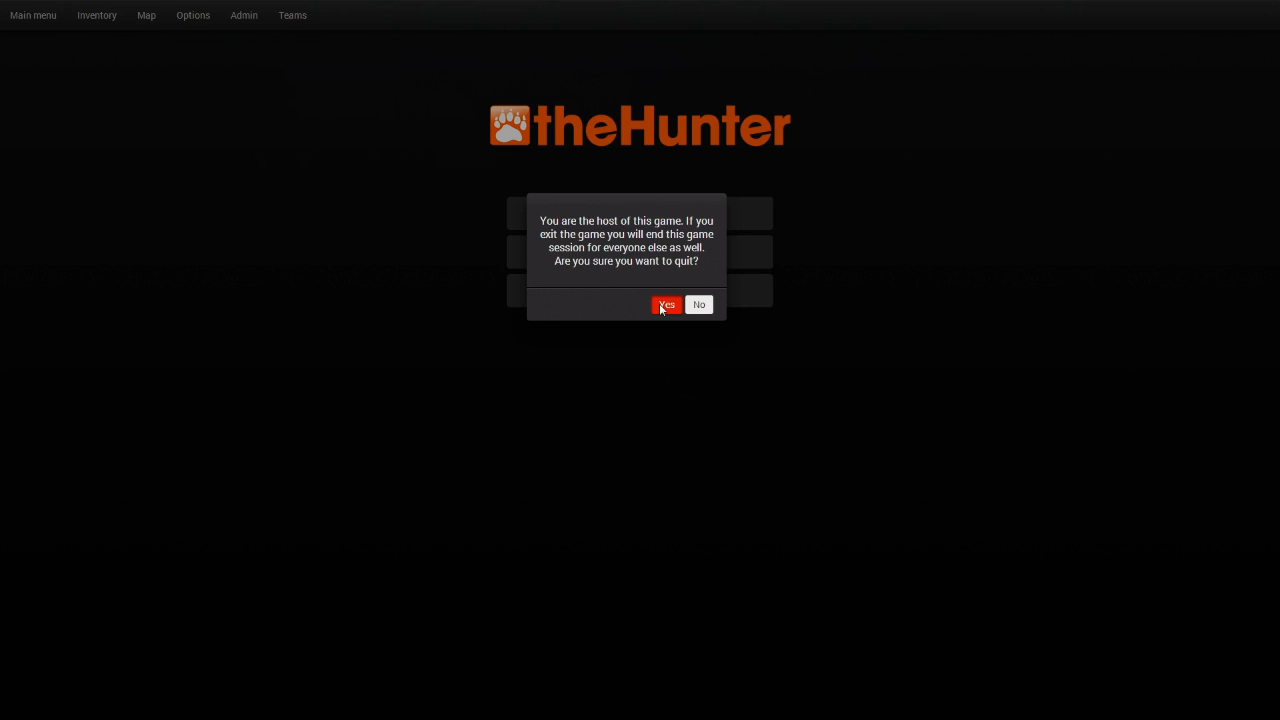 Main menu Inventory Map Options Admin Teams
theHunter
You are the host of this game. If you
exit the game you will end this game
session for everyone else as well.
Are you sure you want to quit?
Yes No